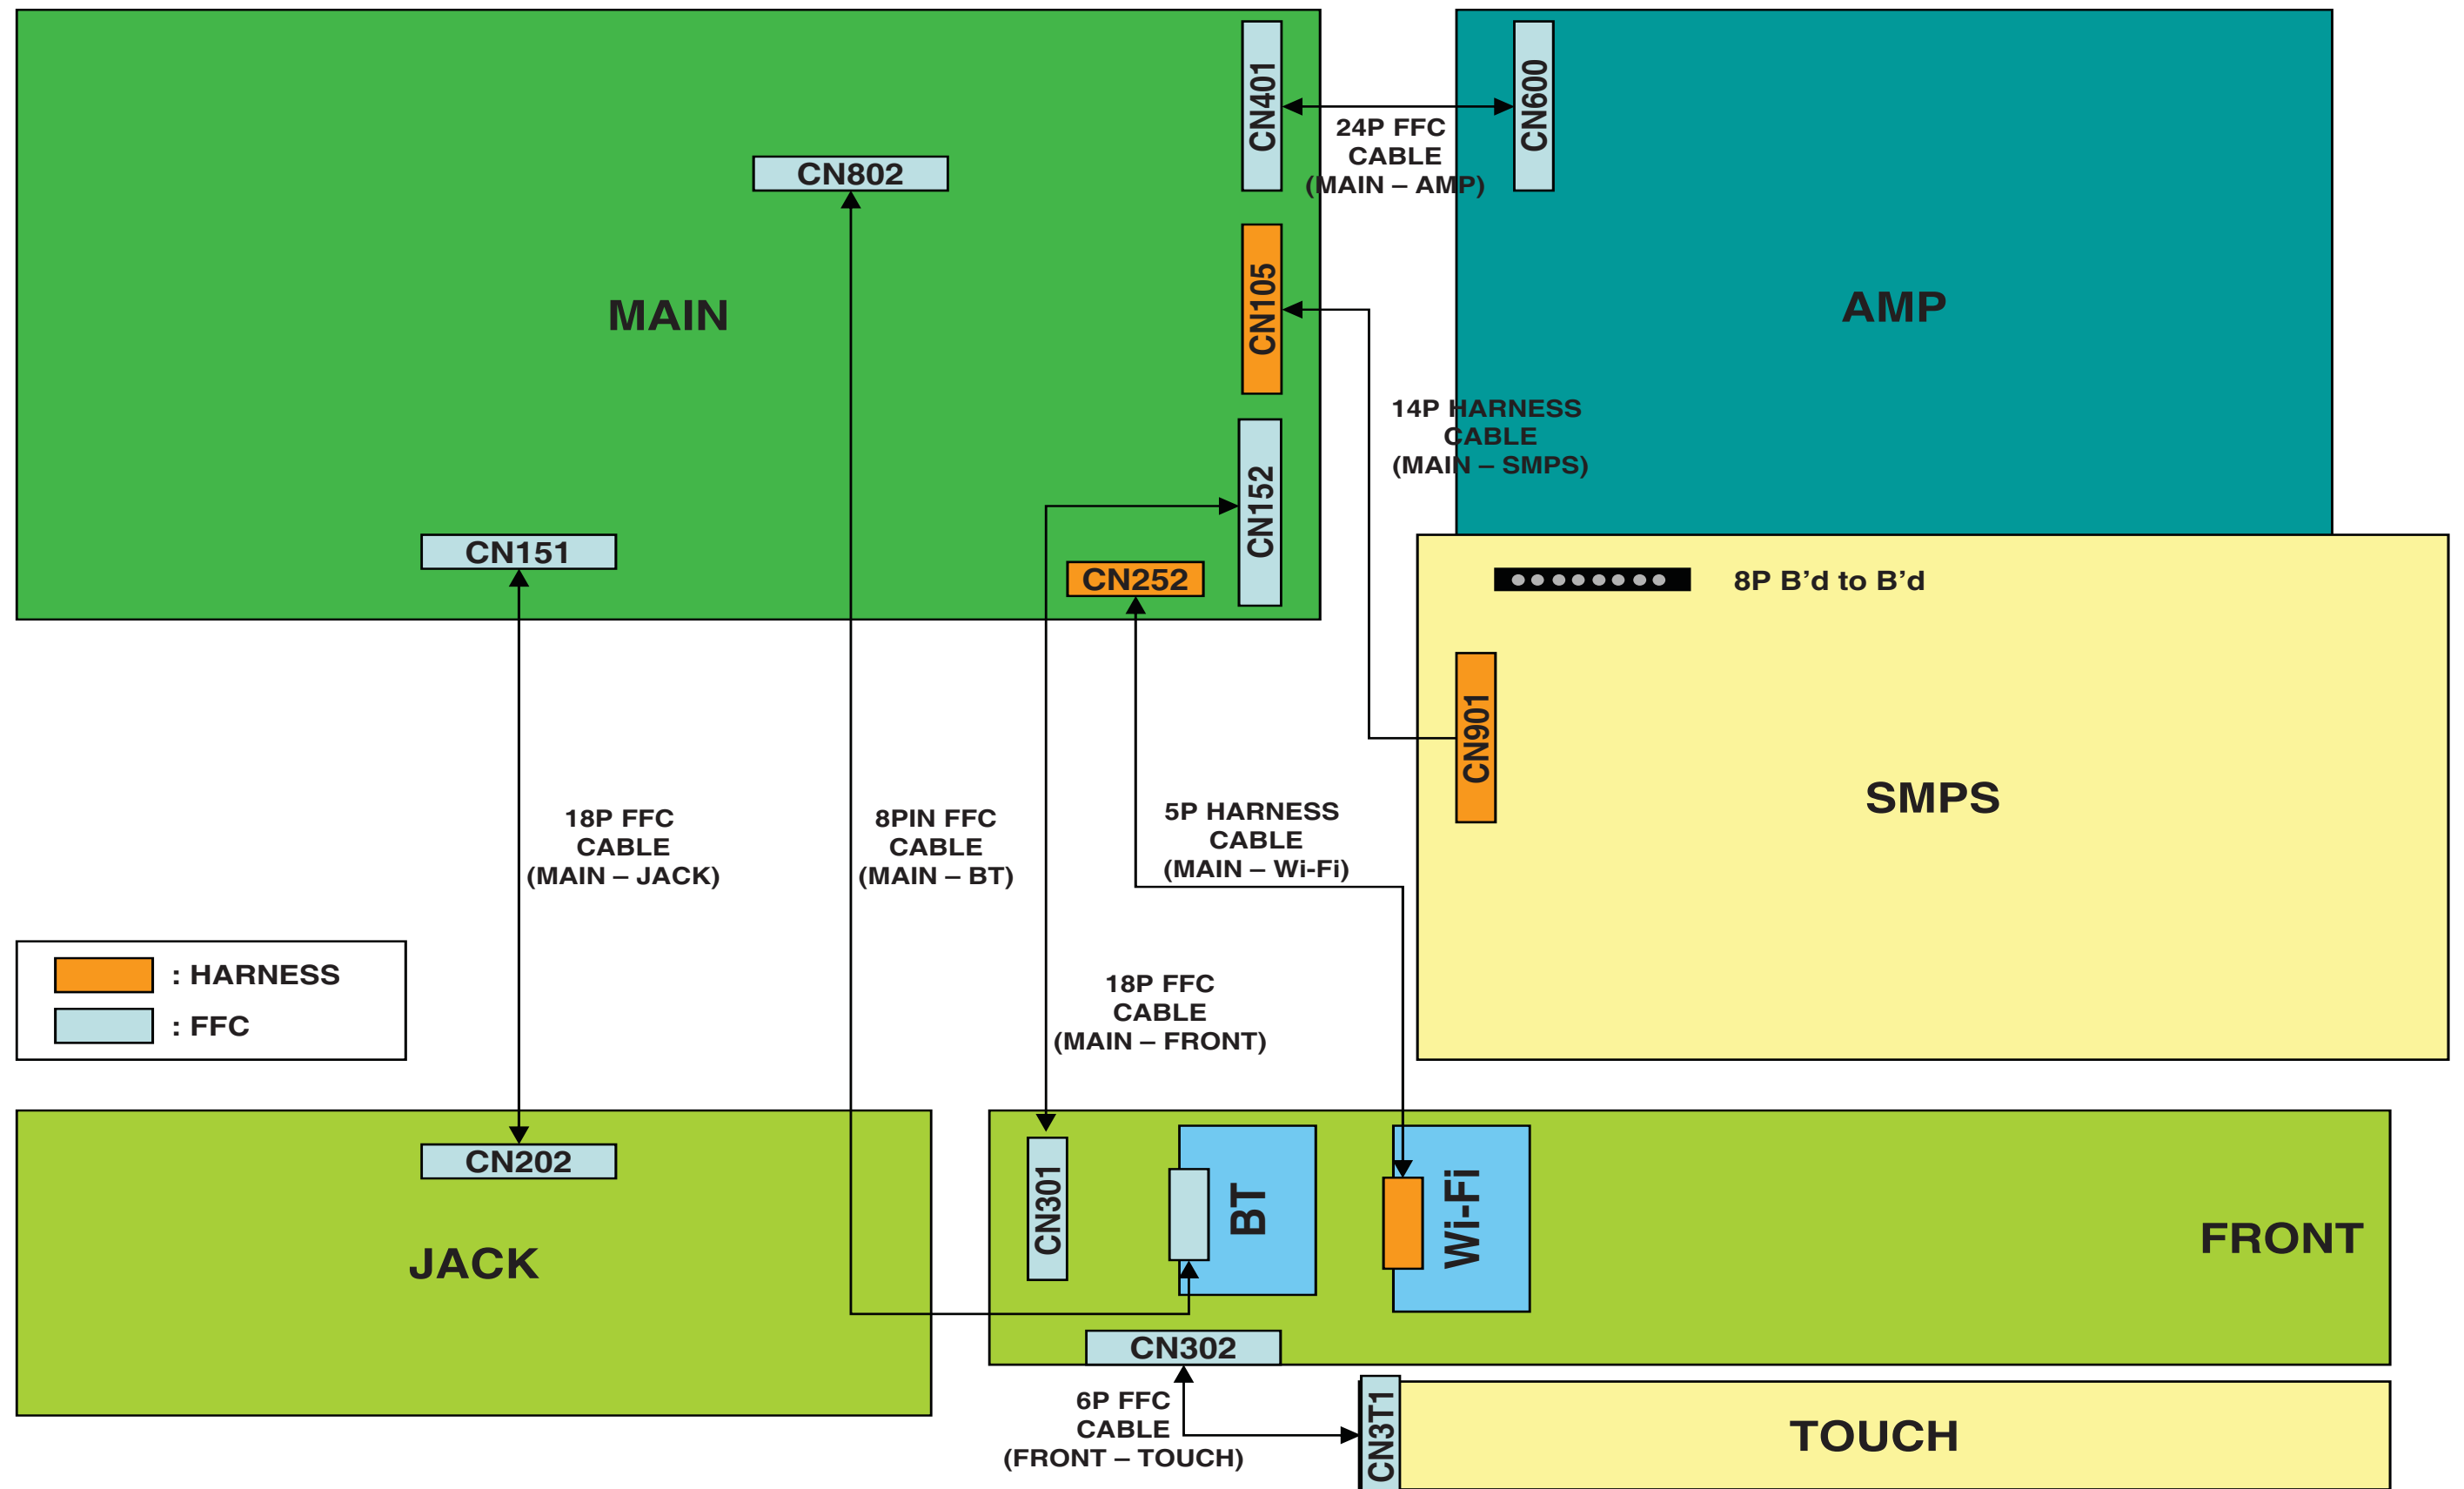 MAIN
CN401
CN600
24P FFC
CABLE
(MAIN – AMP)
CN802
CN105
AMP
14P HARNESS
CABLE
(MAIN – SMPS)
CN152
CN151
CN252
8P B’d to B’d
CN901
SMPS
18P FFC
CABLE
(MAIN – JACK)
8PIN FFC
CABLE
(MAIN – BT)
5P HARNESS
CABLE
(MAIN – Wi-Fi)
18P FFC
CABLE
(MAIN – FRONT)
: HARNESS
: FFC
CN202
JACK
CN301
BT
Wi-Fi
FRONT
CN302
6P FFC
CABLE
(FRONT – TOUCH)
CN3T1
TOUCH